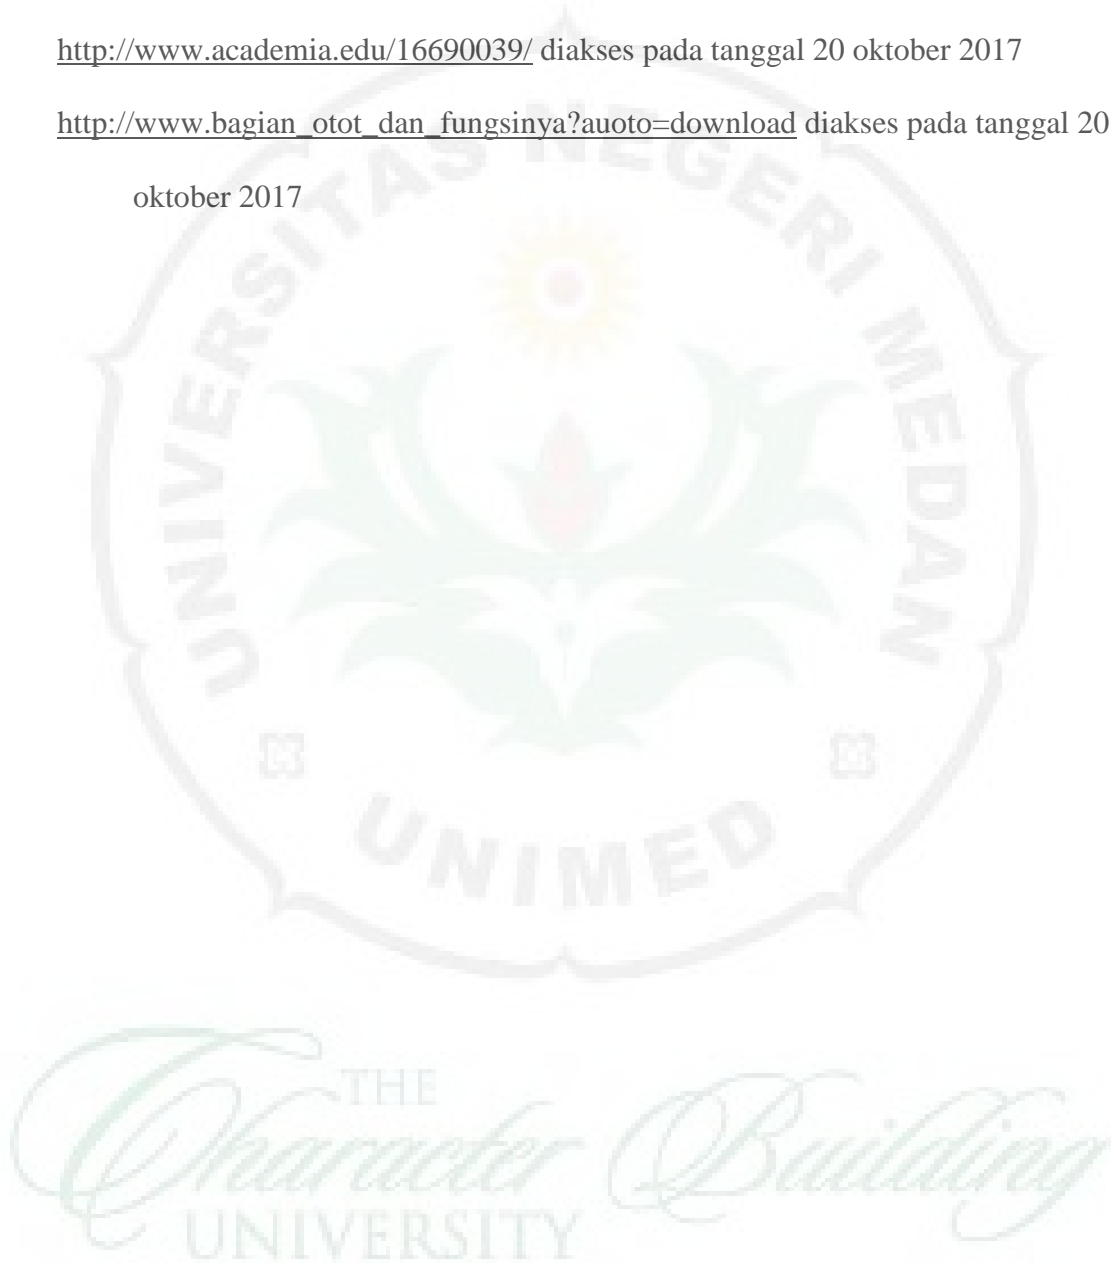 http://www.academia.edu/16690039/ diakses pada tanggal 20 oktober 2017
http://www.bagian_otot_dan_fungsinya?auoto=download diakses pada tanggal 20
oktober 2017
UNIVERSITAS NEGERI MEDAN
UNIMED
THE
Character Building
UNIVERSITY